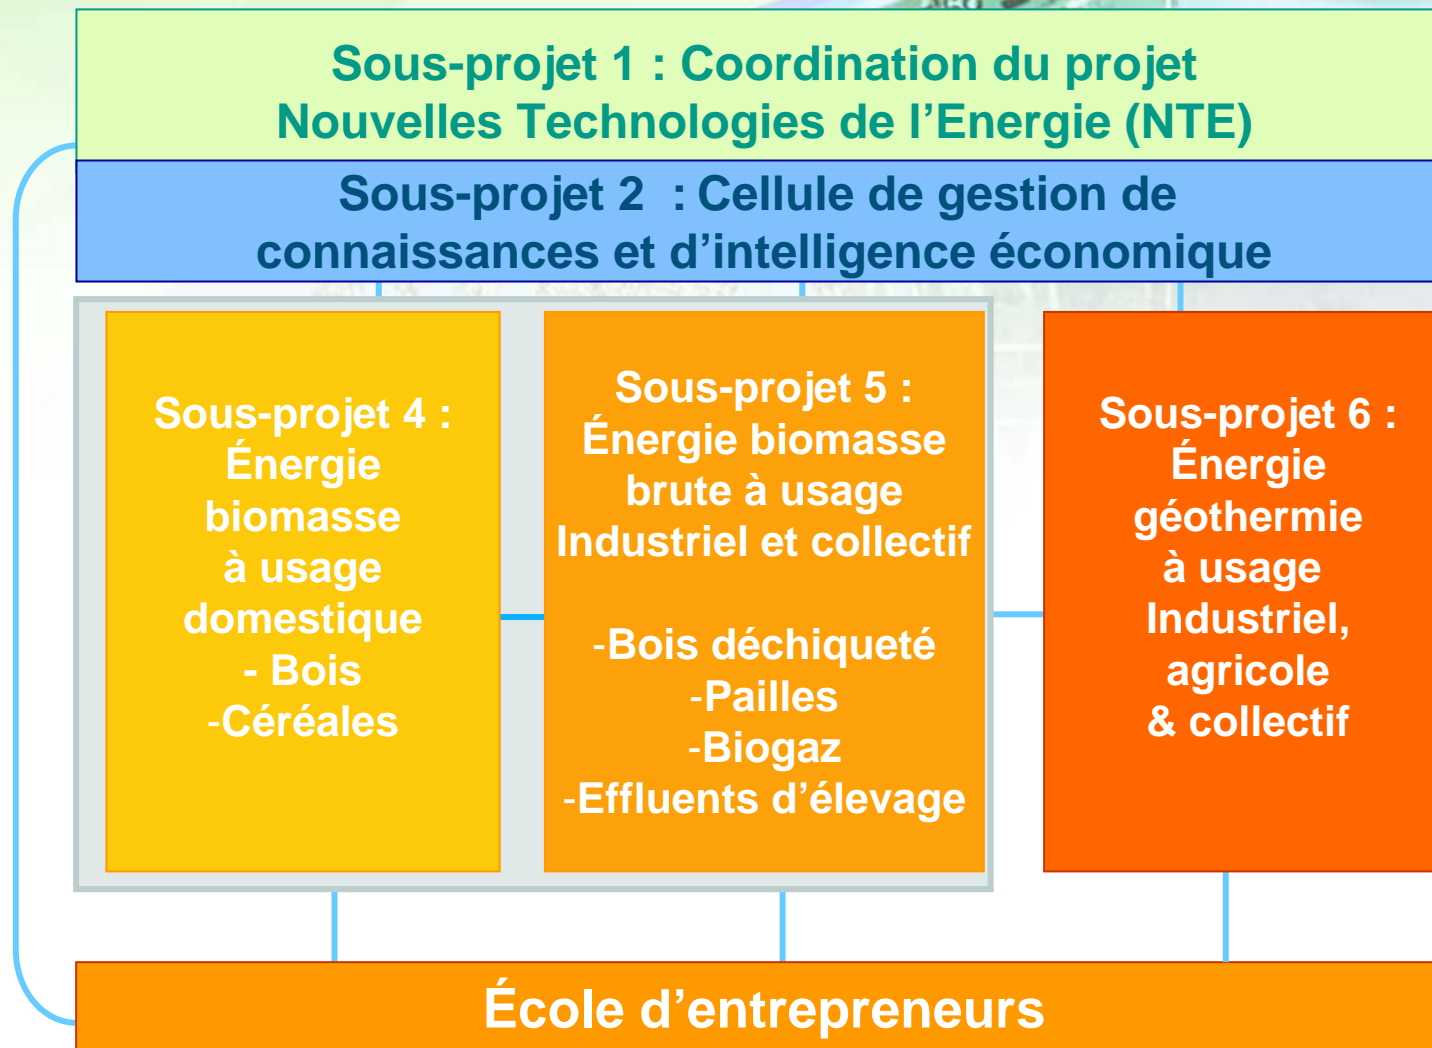 Sous-projet 1 : Coordination du projet
Nouvelles Technologies de l’Energie (NTE)
Sous-projet 2 : Cellule de gestion de
connaissances et d’intelligence économique
Sous-projet 4 :
Énergie
biomasse
à usage
domestique
- Bois
-Céréales
Sous-projet 5 :
Énergie biomasse
brute à usage
Industriel et collectif
-Bois déchiqueté
-Pailles
-Biogaz
-Effluents d’élevage
Sous-projet 6 :
Énergie
géothermie
à usage
Industriel,
agricole
& collectif
École d’entrepreneurs